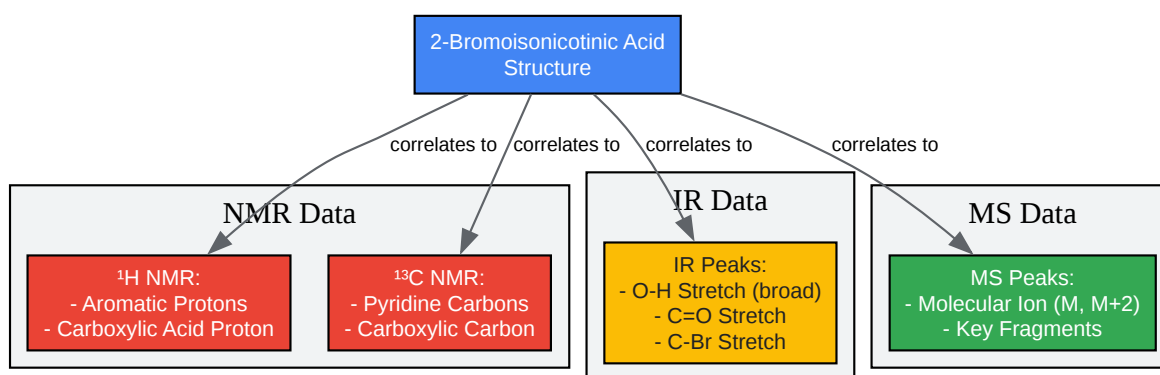 2-Bromoisonicotinic Acid
Structure
correlates to
correlates to
correlates to
correlates to
NMR Data
IR Data
MS Data
¹H NMR:
- Aromatic Protons
- Carboxylic Acid Proton
¹³C NMR:
- Pyridine Carbons
- Carboxylic Carbon
IR Peaks:
- O-H Stretch (broad)
- C=O Stretch
- C-Br Stretch
MS Peaks:
- Molecular Ion (M, M+2)
- Key Fragments